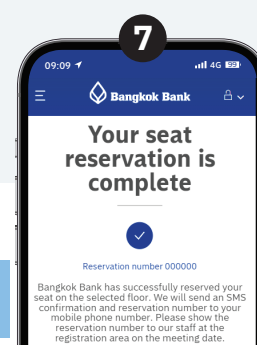 7
09:09 4G 99
Bangkok Bank
Your seat
reservation is
complete
Reservation number 000000
Bangkok Bank has successfully reserved your
seat on the selected floor. We will send an SMS
confirmation and reservation number to your
mobile phone number. Please show the
reservation number to our staff at the
registration area on the meeting date.